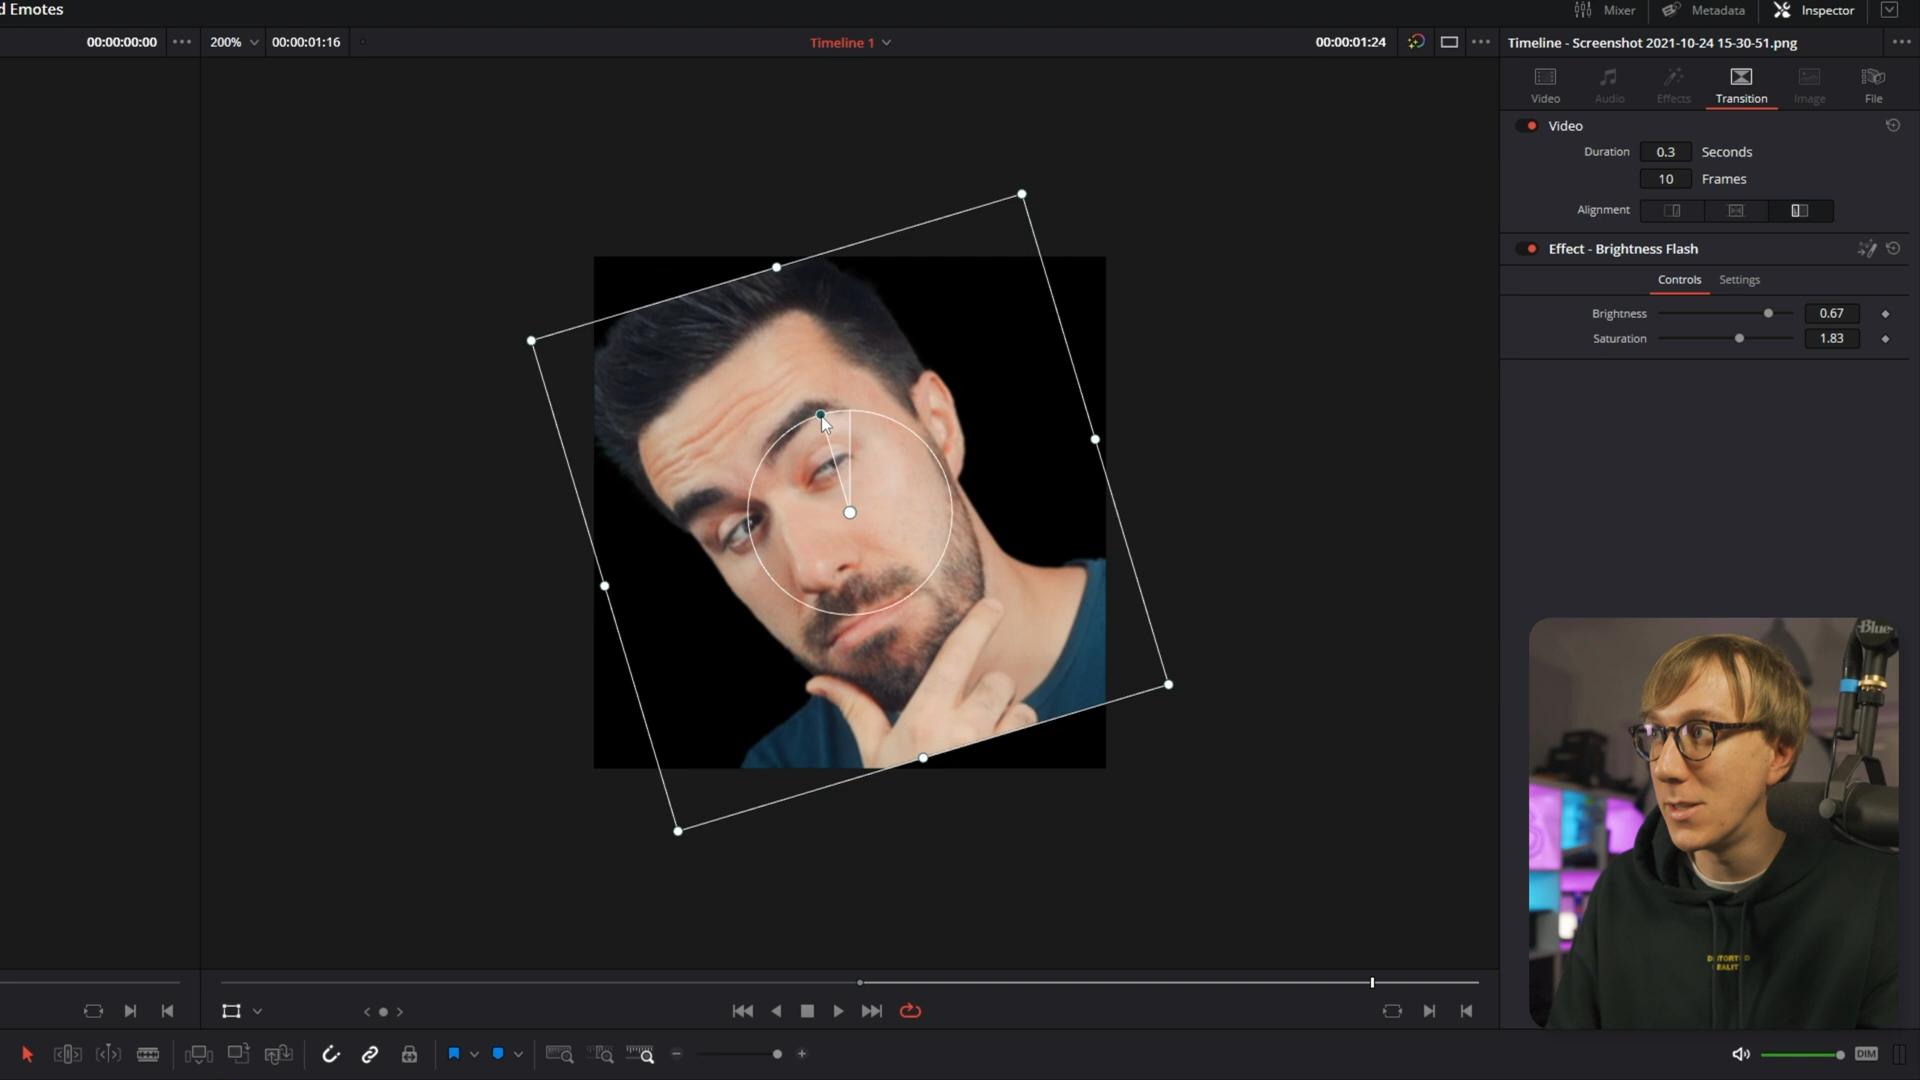 d Emotes
Mixer
Metadata
Inspector
00:00:00:00
200%
00:00:01:16
Timeline 1
00:00:01:24
Timeline - Screenshot 2021-10-24 15-30-51.png
Video
Audio
Effects
Transition
Image
File
Video
Duration 0.3 Seconds
10 Frames
Alignment
Effect - Brightness Flash
Controls
Settings
Brightness 0.67
Saturation 1.83
Blue
DIM